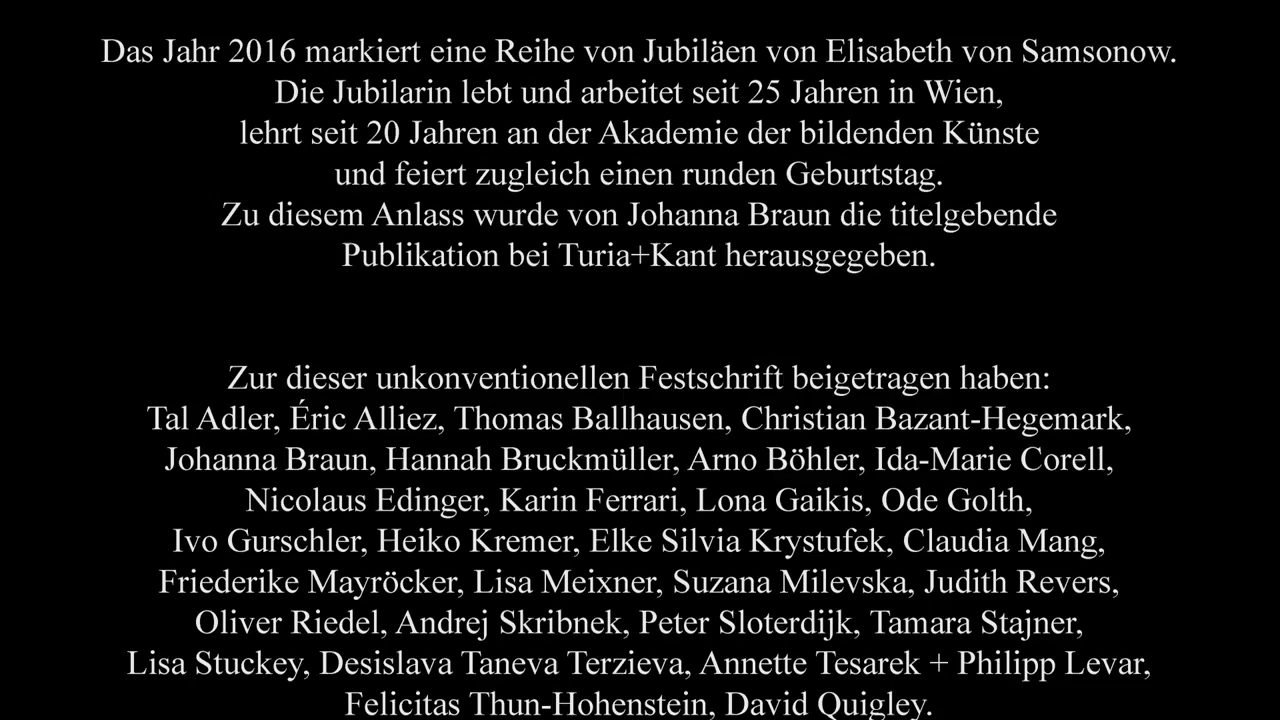 Das Jahr 2016 markiert eine Reihe von Jubiläen von Elisabeth von Samsonow.
Die Jubilarin lebt und arbeitet seit 25 Jahren in Wien,
lehrt seit 20 Jahren an der Akademie der bildenden Künste
und feiert zugleich einen runden Geburtstag.
Zu diesem Anlass wurde von Johanna Braun die titelgebende
Publikation bei Turia+Kant herausgegeben.
Zur dieser unkonventionellen Festschrift beigetragen haben:
Tal Adler, Éric Alliez, Thomas Ballhausen, Christian Bazant-Hegemark,
Johanna Braun, Hannah Bruckmüller, Arno Böhler, Ida-Marie Corell,
Nicolaus Edinger, Karin Ferrari, Lona Gaikis, Ode Golth,
Ivo Gurschler, Heiko Kremer, Elke Silvia Krystufek, Claudia Mang,
Friederike Mayröcker, Lisa Meixner, Suzana Milevska, Judith Revers,
Oliver Riedel, Andrej Skribnek, Peter Sloterdijk, Tamara Stajner,
Lisa Stuckey, Desislava Taneva Terzieva, Annette Tesarek + Philipp Levar,
Felicitas Thun-Hohenstein, David Quigley.